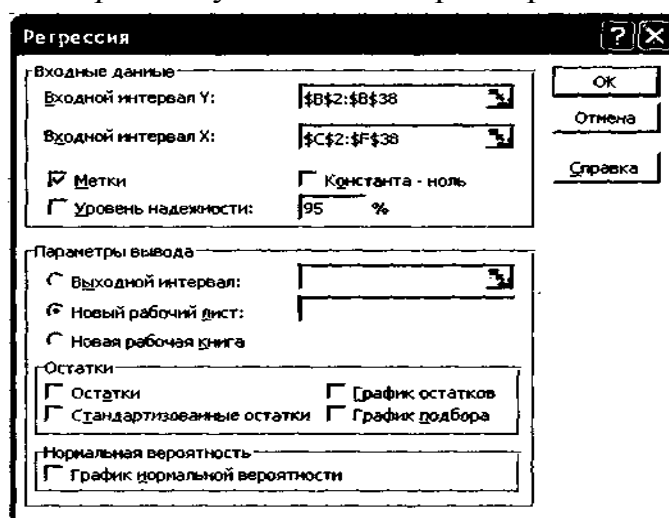 Регрессия
Входные данные
Входной интервал Y: $B$2:$B$38
Входной интервал X: $C$2:$F$38
Метки Константа - ноль
Уровень надежности: 95 %
OK
Отмена
Справка
Параметры вывода
Выходной интервал:
Новый рабочий лист:
Новая рабочая книга
Остатки
Остатки График остатков
Стандартизованные остатки График подбора
Нормальная вероятность
График нормальной вероятности